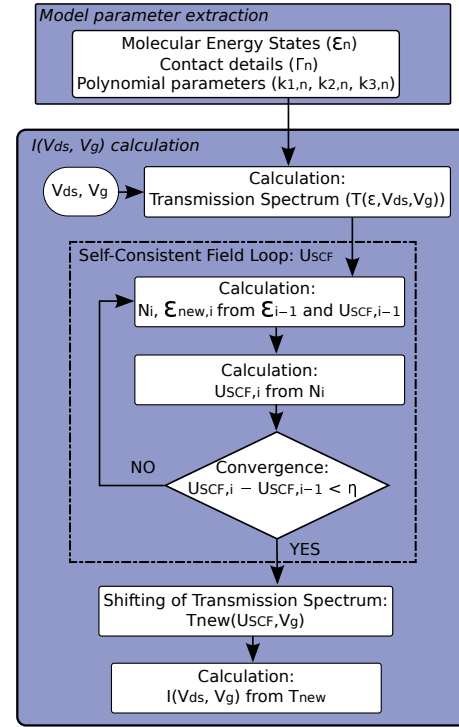 Model parameter extraction
Molecular Energy States (Ɛn)
Contact details (Γn)
Polynomial parameters (k1,n, k2,n, k3,n)
I(Vds, Vg) calculation
Vds, Vg
Calculation:
Transmission Spectrum (T(ε,Vds,Vg))
Self-Consistent Field Loop: USCF
Calculation:
Ni, Ɛnew,i from Ɛi−1 and USCF,i−1
Calculation:
USCF,i from Ni
NO
Convergence:
USCF,i − USCF,i−1 < η
YES
Shifting of Transmission Spectrum:
Tnew(USCF,Vg)
Calculation:
I(Vds, Vg) from Tnew